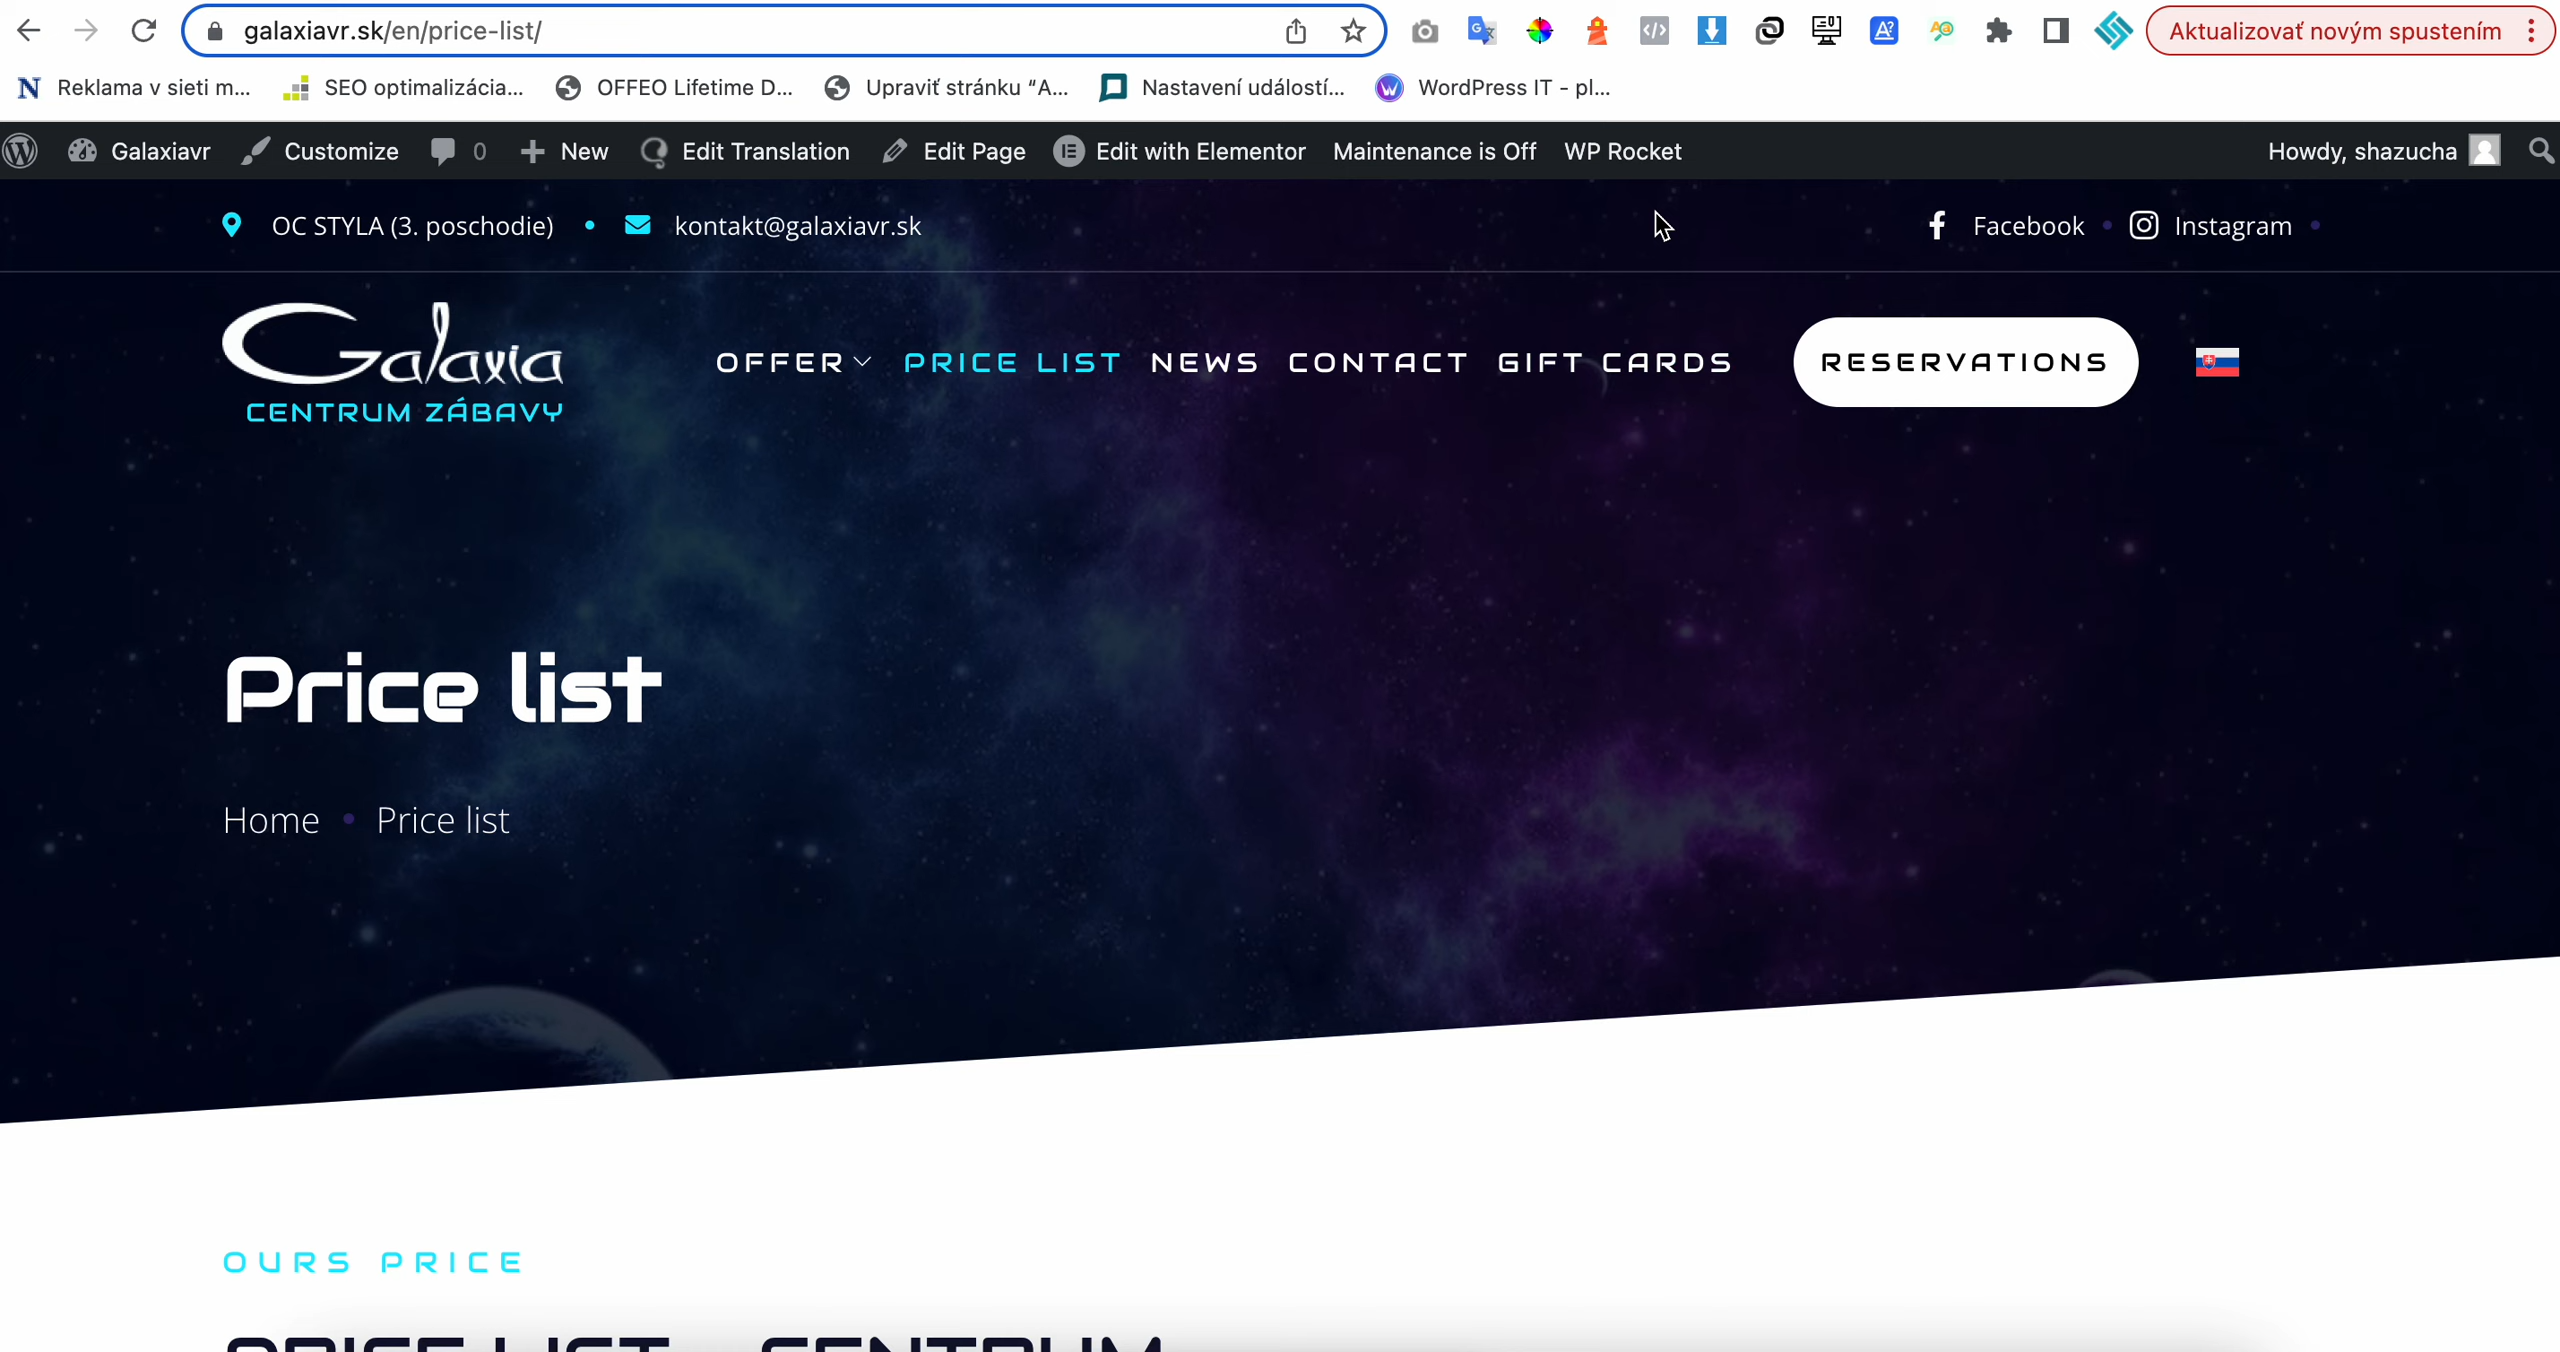 galaxiavr.sk/en/price-list/
Aktualizovať novým spustením
Reklama v sieti m...
SEO optimalizácia...
OFFEO Lifetime D...
Upraviť stránku “A...
Nastavení událostí...
WordPress IT - pl...
Galaxiavr
Customize
0
New
Edit Translation
Edit Page
Edit with Elementor
Maintenance is Off
WP Rocket
Howdy, shazucha
OC STYLA (3. poschodie)
kontakt@galaxiavr.sk
Facebook
Instagram
Galaxia
CENTRUM ZÁBAVY
OFFER
PRICE LIST
NEWS
CONTACT
GIFT CARDS
RESERVATIONS
Price list
Home • Price list
OURS PRICE
PRICE LIST - CENTRUM